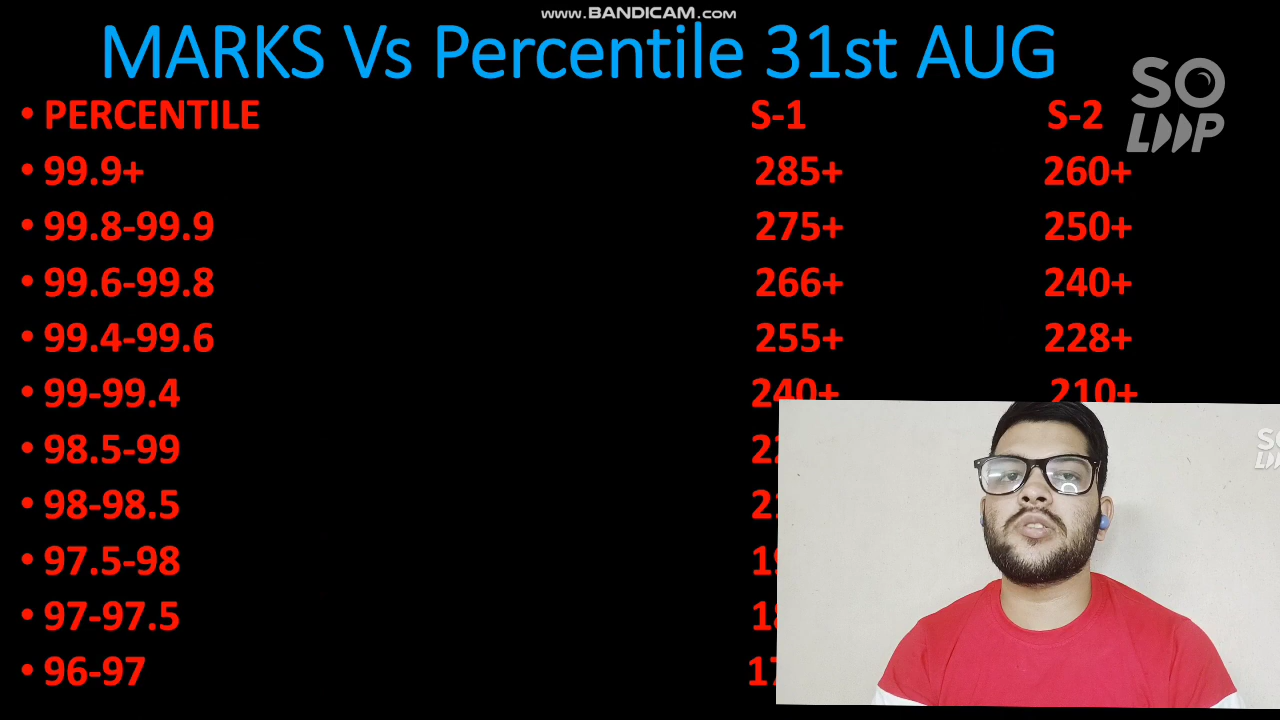 www.BANDICAM.com
MARKS Vs Percentile 31st AUG
SO
LOOP
• PERCENTILE S-1 S-2
• 99.9+ 285+ 260+
• 99.8-99.9 275+ 250+
• 99.6-99.8 266+ 240+
• 99.4-99.6 255+ 228+
• 99-99.4 240+ 210+
• 98.5-99
• 98-98.5
• 97.5-98
• 97-97.5
• 96-97